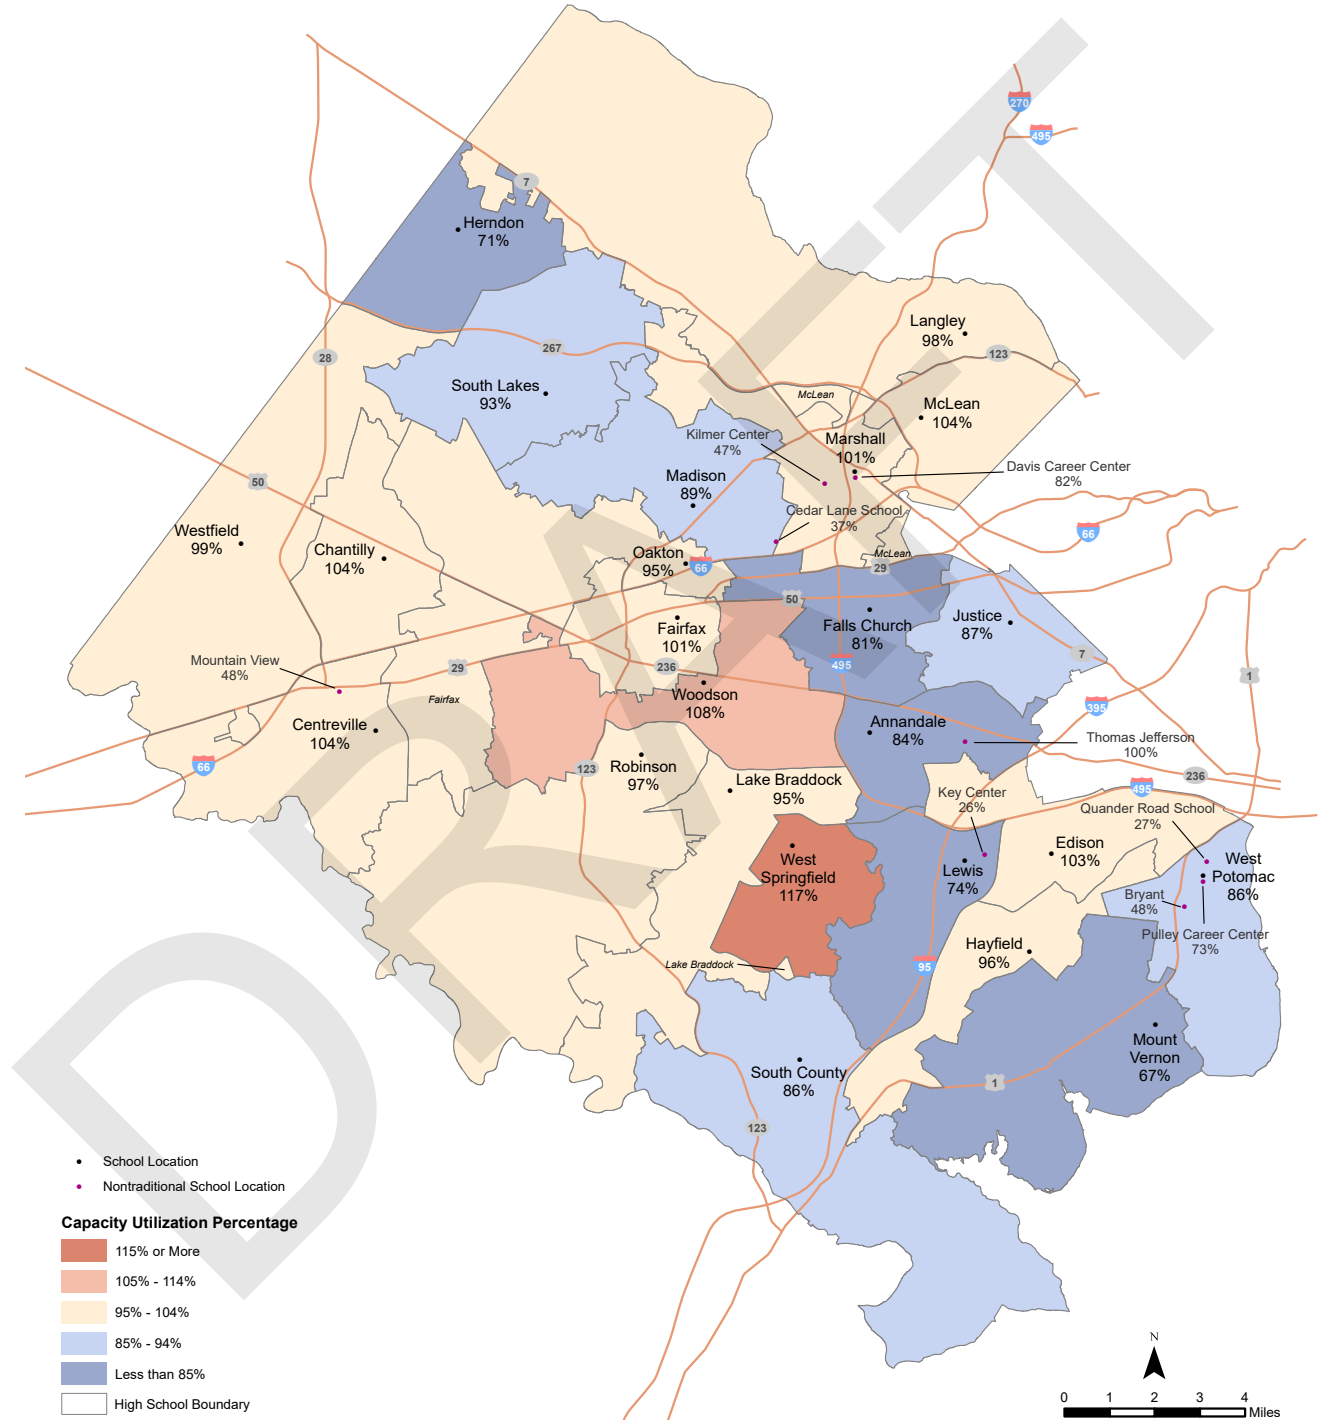 DRAFT
270
495
7
Herndon
71%
Langley
98%
28
267
123
South Lakes
93%
McLean
McLean
104%
Kilmer Center
47%
Marshall
101%
Davis Career Center
82%
Madison
89%
50
Cedar Lane School
37%
Westfield
99%
Chantilly
104%
Oakton
95%
66
McLean
29
66
50
Fairfax
101%
Falls Church
81%
Justice
87%
7
Mountain View
48%
29
236
495
1
Fairfax
Woodson
108%
395
Centreville
104%
Annandale
84%
Thomas Jefferson
100%
66
123
Robinson
97%
Lake Braddock
95%
236
495
Key Center
26%
Quander Road School
27%
West
Springfield
117%
Edison
103%
Lewis
74%
West
Potomac
86%
Bryant
48%
Pulley Career Center
73%
Hayfield
96%
Lake Braddock
95
Mount
Vernon
67%
South County
86%
1
123
School Location
Nontraditional School Location
Capacity Utilization Percentage
115% or More
105% - 114%
95% - 104%
85% - 94%
Less than 85%
High School Boundary
N
0 1 2 3 4
Miles